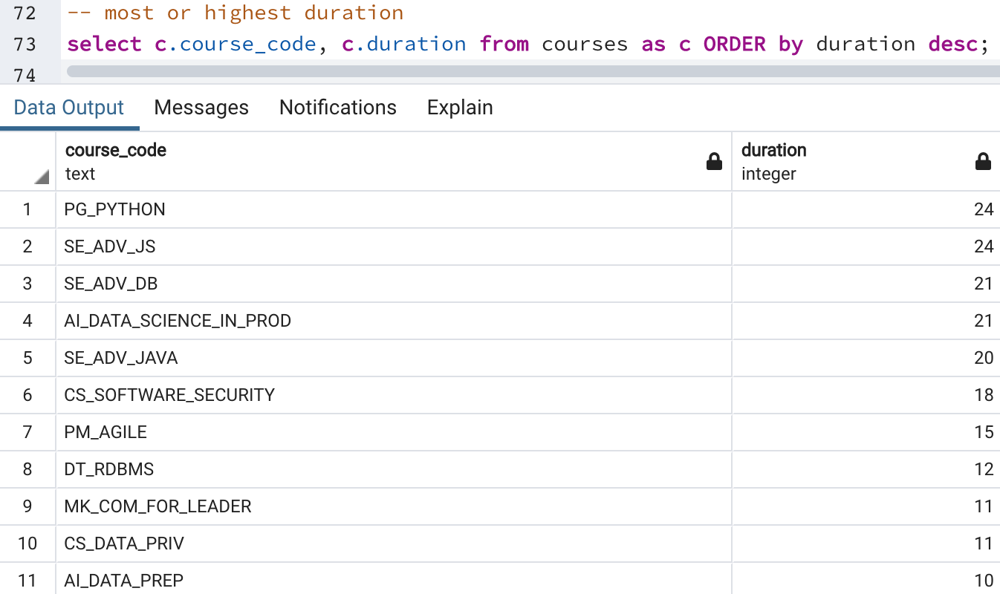 72 -- most or highest duration
73 select c.course_code, c.duration from courses as c ORDER by duration desc;
74
Data Output Messages Notifications Explain
course_code duration
text integer
1 PG_PYTHON 24
2 SE_ADV_JS 24
3 SE_ADV_DB 21
4 AI_DATA_SCIENCE_IN_PROD 21
5 SE_ADV_JAVA 20
6 CS_SOFTWARE_SECURITY 18
7 PM_AGILE 15
8 DT_RDBMS 12
9 MK_COM_FOR_LEADER 11
10 CS_DATA_PRIV 11
11 AI_DATA_PREP 10